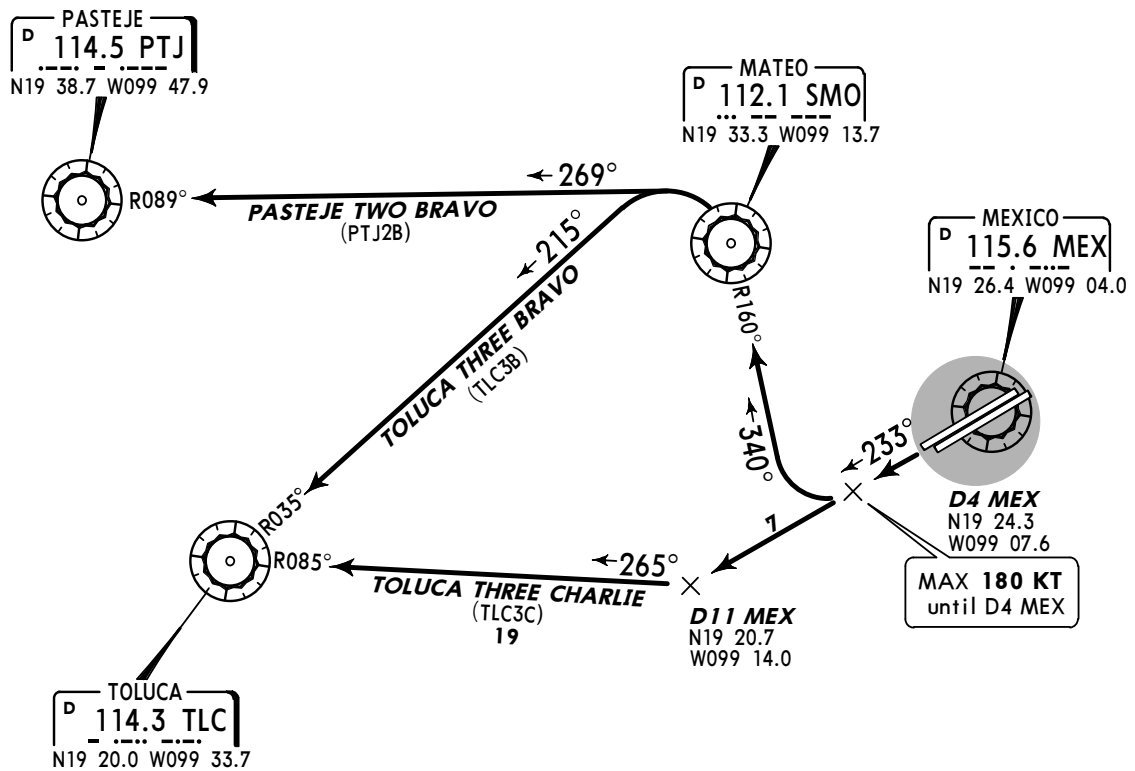 PASTEJE
D 114.5 PTJ
N19 38.7 W099 47.9
MATEO
D 112.1 SMO
N19 33.3 W099 13.7
MEXICO
D 115.6 MEX
N19 26.4 W099 04.0
R089°
269°
PASTEJE TWO BRAVO
(PTJ2B)
215°
TOLUCA THREE BRAVO
(TLC3B)
R160°
340°
233°
D4 MEX
N19 24.3
W099 07.6
MAX 180 KT
until D4 MEX
7
R035°
R085°
265°
TOLUCA THREE CHARLIE
(TLC3C)
19
D11 MEX
N19 20.7
W099 14.0
TOLUCA
D 114.3 TLC
N19 20.0 W099 33.7